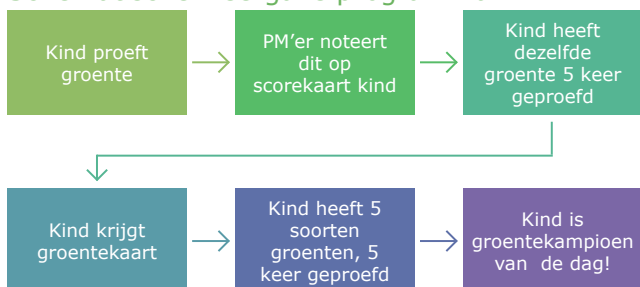 Kind proeft
groente
PM’er noteert
dit op
scorekaart kind
Kind heeft
dezelfde
groente 5 keer
geproefd
Kind krijgt
groentekaart
Kind heeft 5
soorten
groenten, 5
keer geproefd
Kind is
groentekampioen
van de dag!